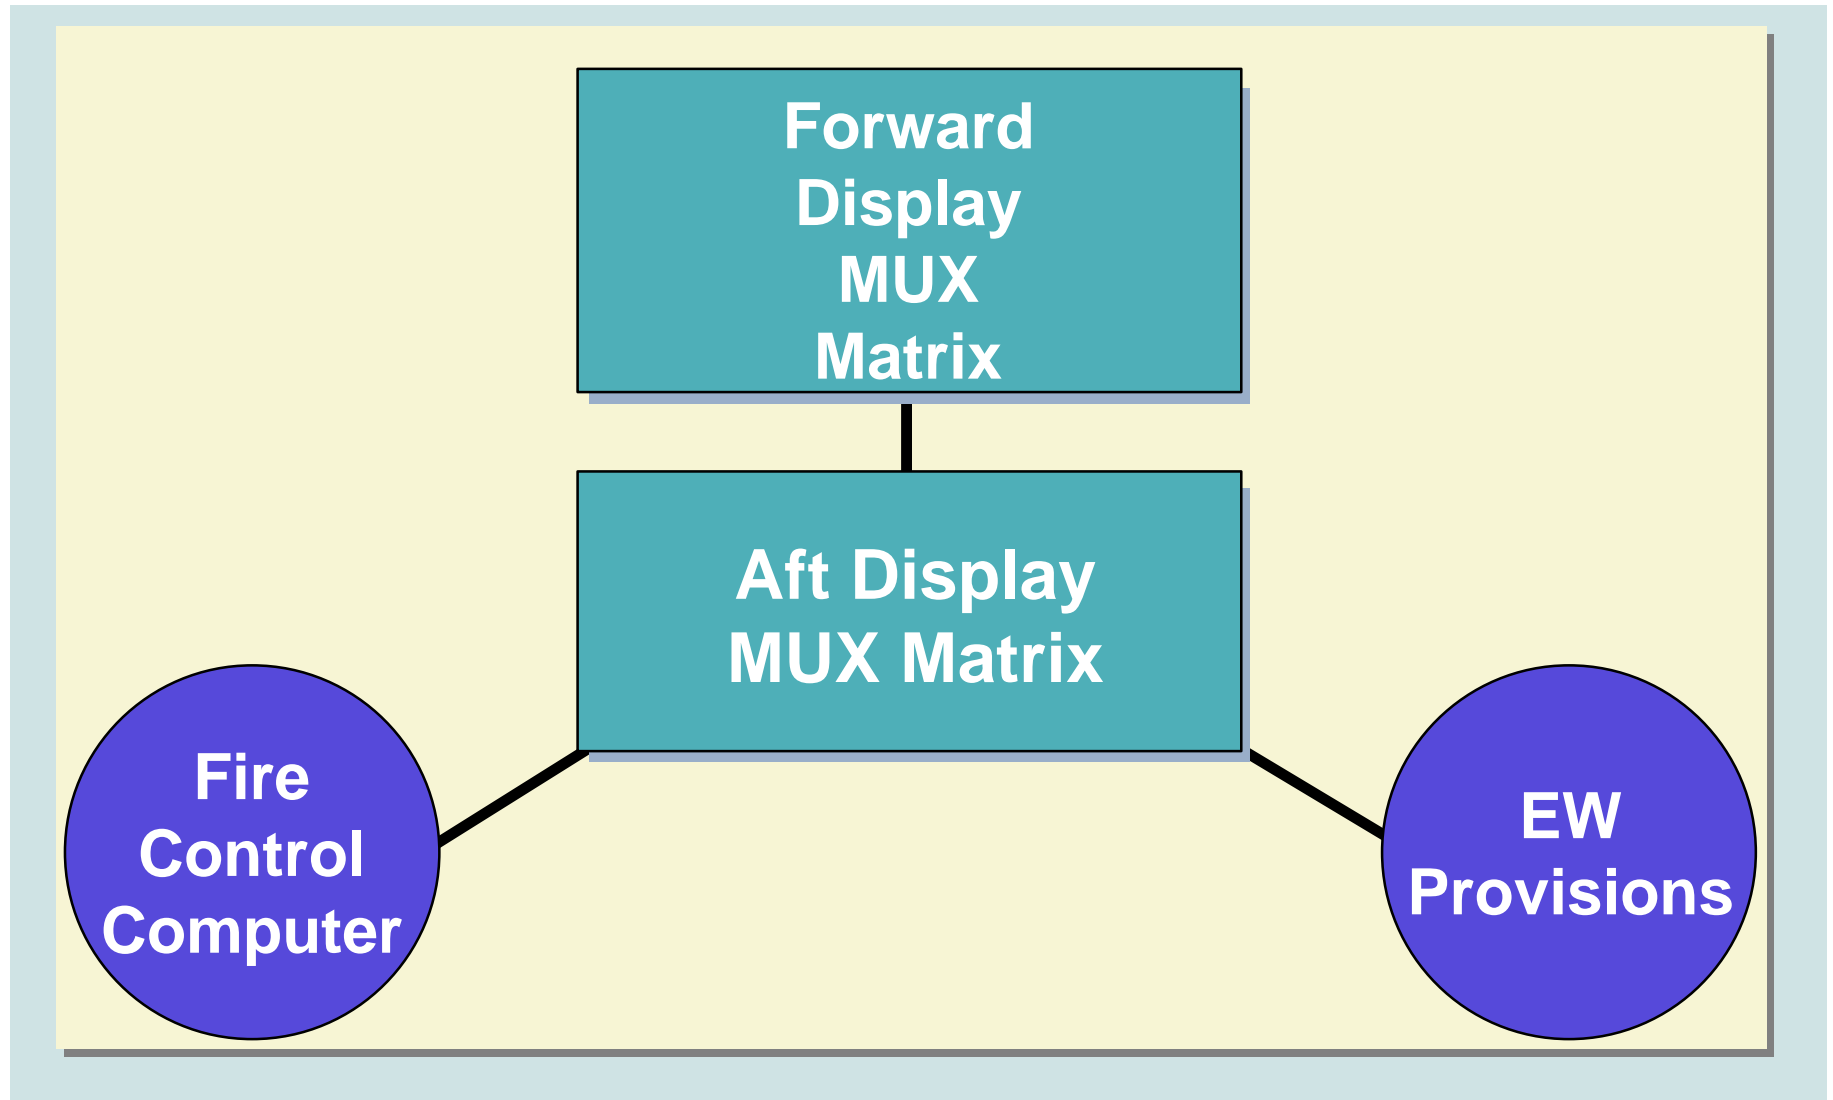 Forward
Display
MUX
Matrix
Aft Display
MUX Matrix
Fire
Control
Computer
EW
Provisions